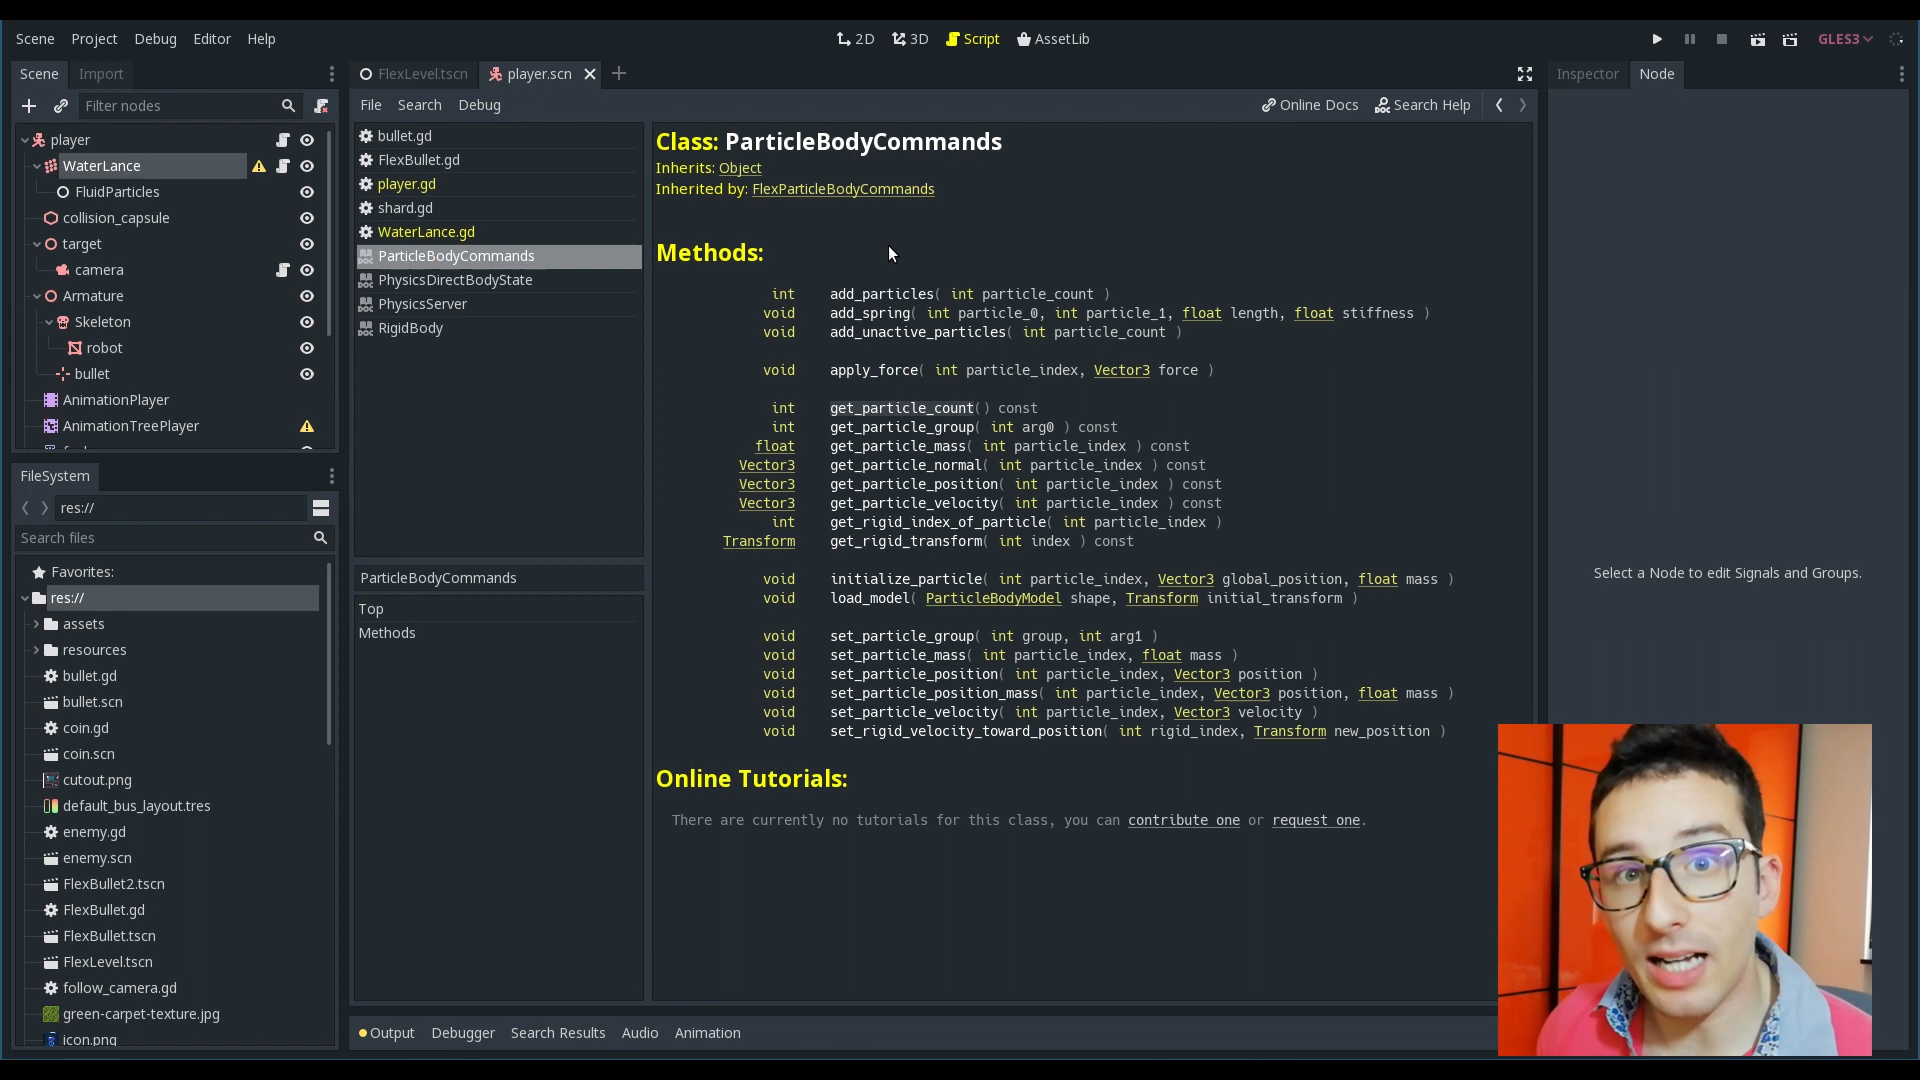 Scene Project Debug Editor Help
2D 3D Script AssetLib
GLES3
Scene Import
Filter nodes
player
WaterLance
FluidParticles
collision_capsule
target
camera
Armature
Skeleton
robot
bullet
AnimationPlayer
AnimationTreePlayer
FileSystem
res://
Search files
Favorites:
res://
assets
resources
bullet.gd
bullet.scn
coin.gd
coin.scn
cutout.png
default_bus_layout.tres
enemy.gd
enemy.scn
FlexBullet2.tscn
FlexBullet.gd
FlexBullet.tscn
FlexLevel.tscn
follow_camera.gd
green-carpet-texture.jpg
icon.png
FlexLevel.tscn player.scn
File Search Debug
Online Docs Search Help
bullet.gd
FlexBullet.gd
player.gd
shard.gd
WaterLance.gd
ParticleBodyCommands
PhysicsDirectBodyState
PhysicsServer
RigidBody
ParticleBodyCommands
Top
Methods
Class: ParticleBodyCommands
Inherits: Object
Inherited by: FlexParticleBodyCommands
Methods:
int add_particles( int particle_count )
void add_spring( int particle_0, int particle_1, float length, float stiffness )
void add_unactive_particles( int particle_count )
void apply_force( int particle_index, Vector3 force )
int get_particle_count() const
int get_particle_group( int arg0 ) const
float get_particle_mass( int particle_index ) const
Vector3 get_particle_normal( int particle_index ) const
Vector3 get_particle_position( int particle_index ) const
Vector3 get_particle_velocity( int particle_index ) const
int get_rigid_index_of_particle( int particle_index )
Transform get_rigid_transform( int index ) const
void initialize_particle( int particle_index, Vector3 global_position, float mass )
void load_model( ParticleBodyModel shape, Transform initial_transform )
void set_particle_group( int group, int arg1 )
void set_particle_mass( int particle_index, float mass )
void set_particle_position( int particle_index, Vector3 position )
void set_particle_position_mass( int particle_index, Vector3 position, float mass )
void set_particle_velocity( int particle_index, Vector3 velocity )
void set_rigid_velocity_toward_position( int rigid_index, Transform new_position )
Online Tutorials:
There are currently no tutorials for this class, you can contribute one or request one.
Output Debugger Search Results Audio Animation
Inspector Node
Select a Node to edit Signals and Groups.